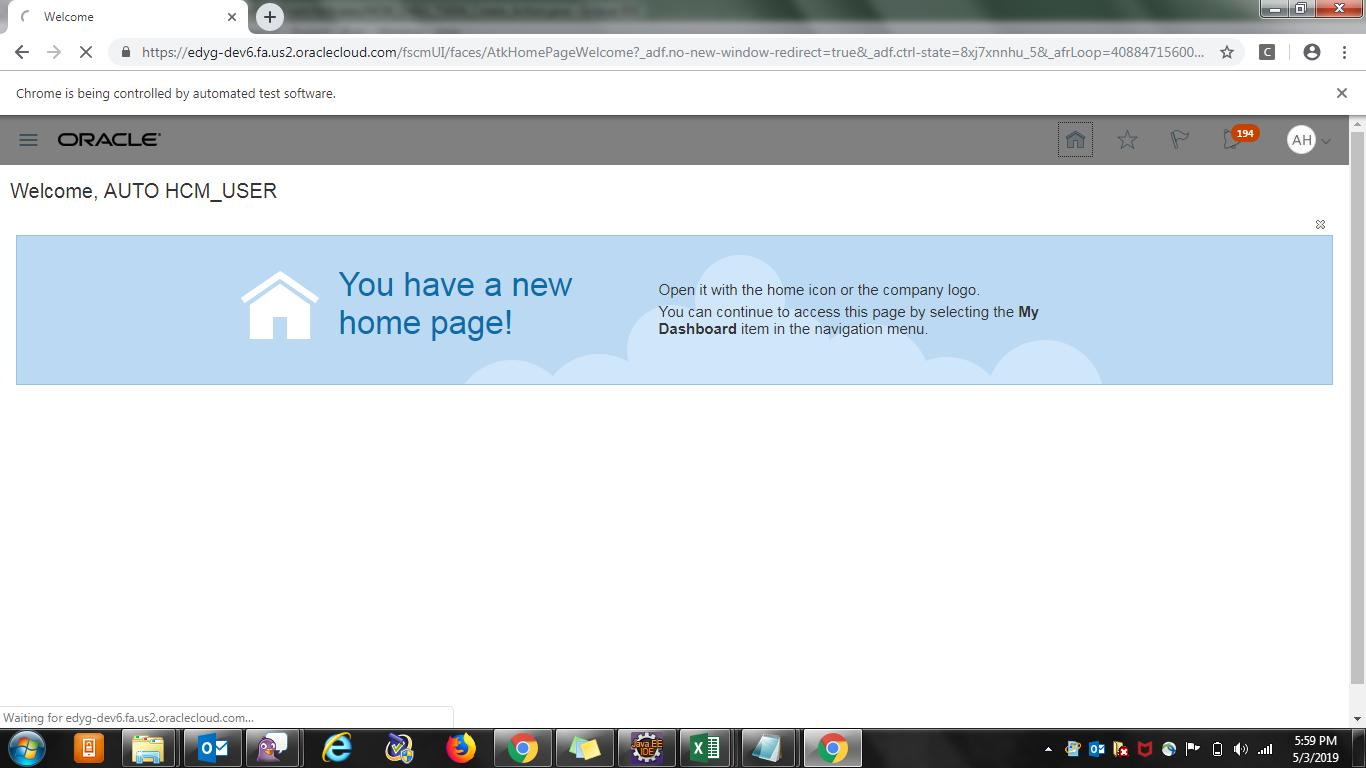 Welcome
https://edyg-dev6.fa.us2.oraclecloud.com/fscmUI/faces/AtkHomePageWelcome?_adf.no-new-window-redirect=true&_adf.ctrl-state=8xj7xnnhu_5&_afrLoop=40884715600...
C
Chrome is being controlled by automated test software.
ORACLE
194
AH
Welcome, AUTO HCM_USER
You have a new
home page!
Open it with the home icon or the company logo.
You can continue to access this page by selecting the My
Dashboard item in the navigation menu.
Waiting for edyg-dev6.fa.us2.oraclecloud.com...
Java EE
IDE
5:59 PM
5/3/2019